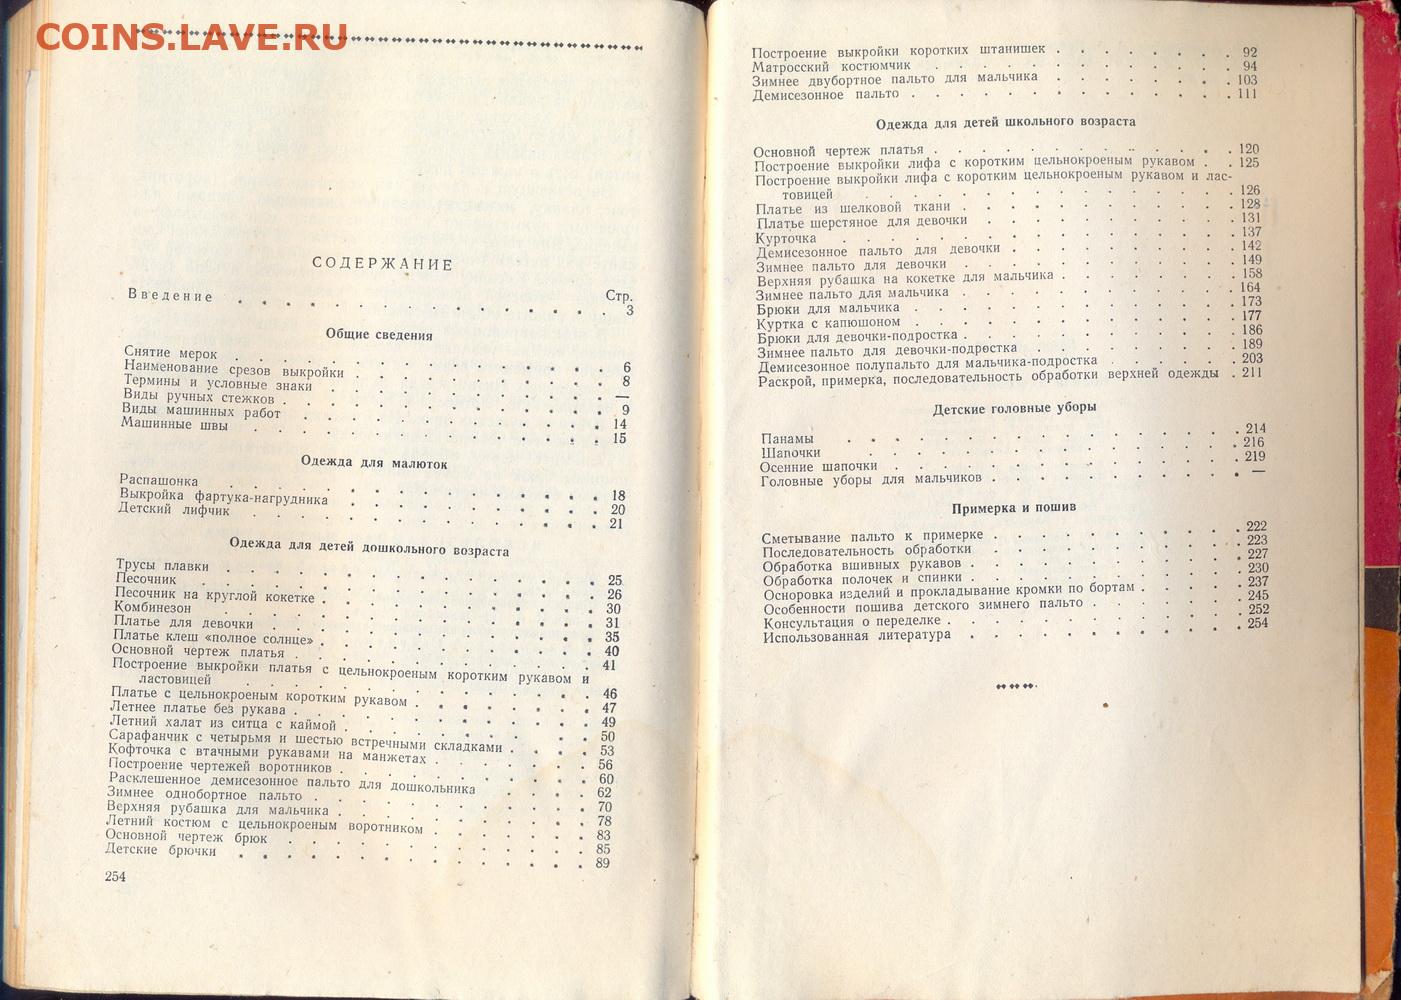 COINS.LAVE.RU
СОДЕРЖАНИЕ
Стр.
Введение 3
Общие сведения
Снятие мерок 6
Наименование срезов выкройки 8
Термины и условные знаки —
Виды ручных стежков 9
Виды машинных работ 14
Машинные швы 15
Одежда для малюток
Распашонка 18
Выкройка фартука-нагрудника 20
Детский лифчик 21
Одежда для детей дошкольного возраста
Трусы плавки 25
Песочник 26
Песочник на круглой кокетке 30
Комбинезон 31
Платье для девочки 35
Платье клеш «полное солнце» 40
Основной чертеж платья 41
Построение выкройки платья с цельнокроеным коротким рукавом и
ластовицей 46
Платье с цельнокроеным коротким рукавом 47
Летнее платье без рукава 49
Летний халат из ситца с каймой 50
Сарафанчик с четырьмя и шестью встречными складками 53
Кофточка с втачными рукавами на манжетах 56
Построение чертежей воротников 60
Расклешенное демисезонное пальто для дошкольника 62
Зимнее однобортное пальто 70
Верхняя рубашка для мальчика 78
Летний костюм с цельнокроеным воротником 83
Основной чертеж брюк 85
Детские брючки 89
254
Построение выкройки коротких штанишек 92
Матросский костюмчик 94
Зимнее двубортное пальто для мальчика 103
Демисезонное пальто 111
Одежда для детей школьного возраста
Основной чертеж платья 120
Построение выкройки лифа с коротким цельнокроеным рукавом 125
Построение выкройки лифа с коротким цельнокроеным рукавом и лас-
товицей 126
Платье из шелковой ткани 128
Платье шерстяное для девочки 131
Курточка 137
Демисезонное пальто для девочки 142
Зимнее пальто для девочки 149
Верхняя рубашка на кокетке для мальчика 158
Зимнее пальто для мальчика 164
Брюки для мальчика 173
Куртка с капюшоном 177
Брюки для девочки-подростка 186
Зимнее пальто для девочки-подростка 189
Демисезонное полупальто для мальчика-подростка 203
Раскрой, примерка, последовательность обработки верхней одежды 211
Детские головные уборы
Панамы 214
Шапочки 216
Осенние шапочки 219
Головные уборы для мальчиков —
Примерка и пошив
Сметывание пальто к примерке 222
Последовательность обработки 223
Обработка вшивных рукавов 227
Обработка полочек и спинки 230
Осноровка изделий и прокладывание кромки по бортам 237
Особенности пошива детского зимнего пальто 245
Консультация о переделке 252
Использованная литература 254